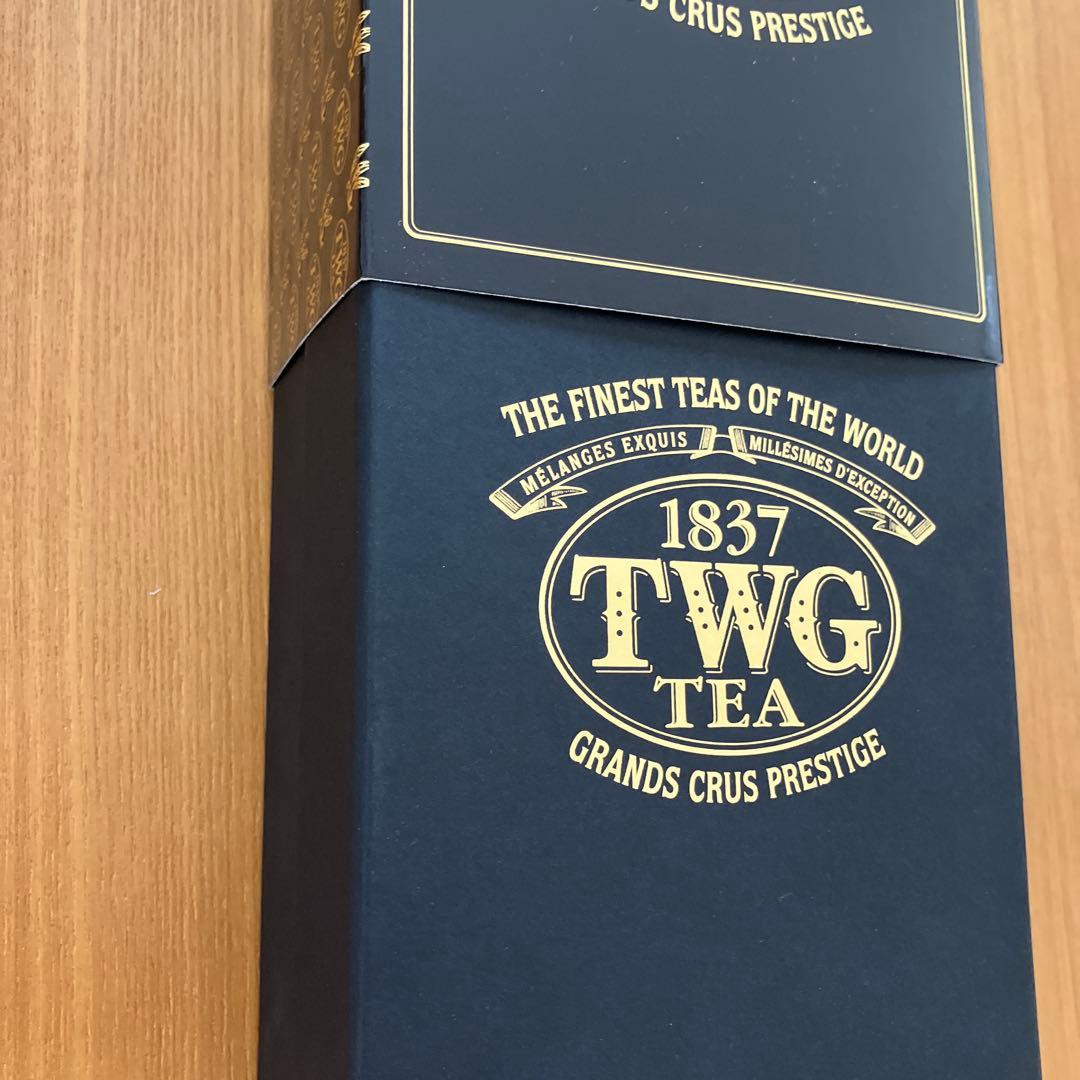 CRUS PRESTIGE
THE FINEST TEAS OF THE WORLD
MÉLANGES EXQUIS MILLÉSIMES D'EXCEPTION
1837
TWG
TEA
GRANDS CRUS PRESTIGE